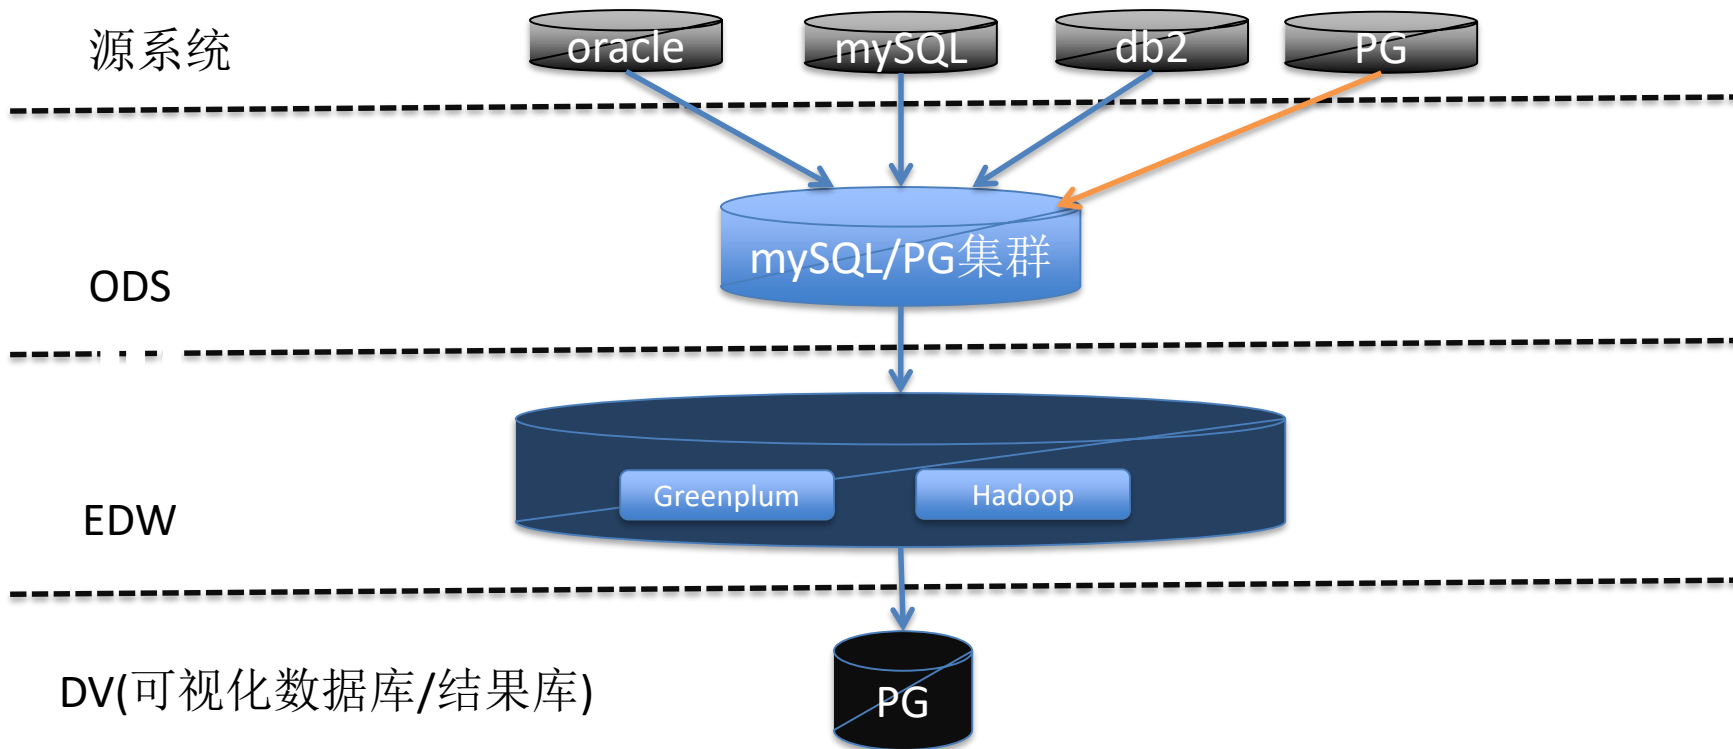 源系统
oracle
mySQL
db2
PG
mySQL/PG集群
ODS
Greenplum
Hadoop
EDW
DV(可视化数据库/结果库)
PG